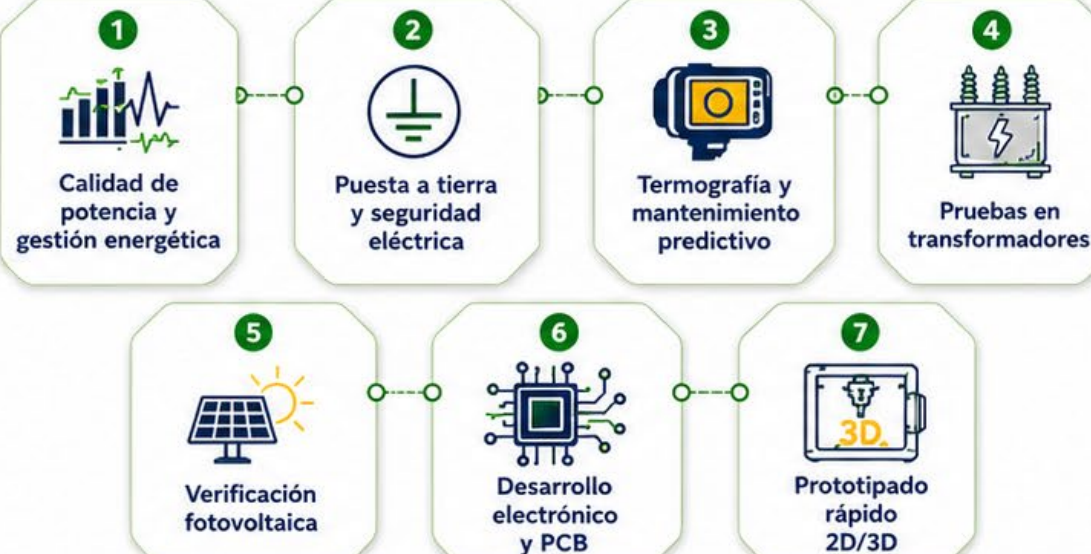 1
Calidad de
potencia y
gestión energética
2
Puesta a tierra
y seguridad
eléctrica
3
Termografía y
mantenimiento
predictivo
4
Pruebas en
transformadores
5
Verificación
fotovoltaica
6
Desarrollo
electrónico
y PCB
7
3D
Prototipado
rápido
2D/3D